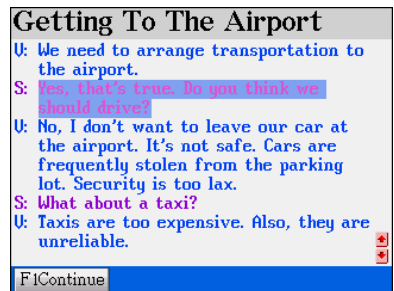 Getting To The Airport
U: We need to arrange transportation to
the airport.
S: Yes, that's true. Do you think we
should drive?
U: No, I don't want to leave our car at
the airport. It's not safe. Cars are
frequently stolen from the parking
lot. Security is too lax.
S: What about a taxi?
U: Taxis are too expensive. Also, they are
unreliable.
F1Continue